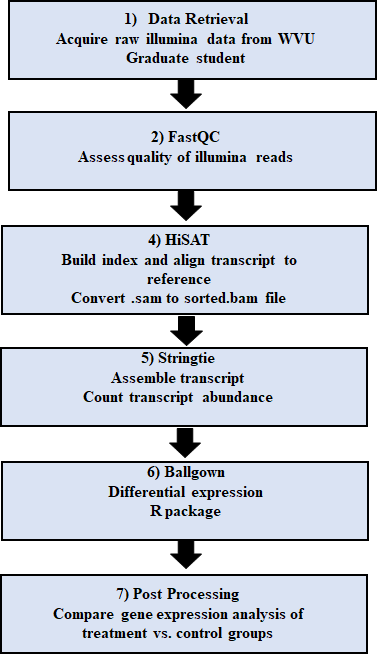 1) Data Retrieval
Acquire raw illumina data from WVU
Graduate student
2) FastQC
Assess quality of illumina reads
4) HiSAT
Build index and align transcript to
reference
Convert .sam to sorted.bam file
5) Stringtie
Assemble transcript
Count transcript abundance
6) Ballgown
Differential expression
R package
7) Post Processing
Compare gene expression analysis of
treatment vs. control groups